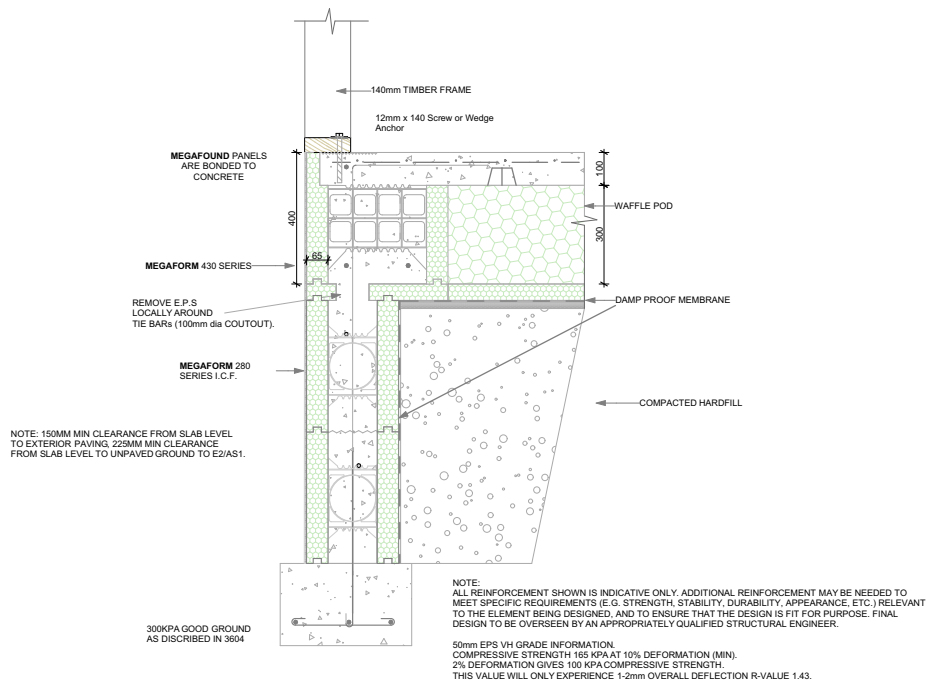 140mm TIMBER FRAME
12mm x 140 Screw or Wedge
Anchor
MEGAFOUND PANELS
ARE BONDED TO
CONCRETE
100
400
WAFFLE POD
300
65
MEGAFORM 430 SERIES
REMOVE E.P.S
LOCALLY AROUND
TIE BARs (100mm dia COUTOUT).
DAMP PROOF MEMBRANE
MEGAFORM 280
SERIES I.C.F.
COMPACTED HARDFILL
NOTE: 150MM MIN CLEARANCE FROM SLAB LEVEL
TO EXTERIOR PAVING, 225MM MIN CLEARANCE
FROM SLAB LEVEL TO UNPAVED GROUND TO E2/AS1.
300KPA GOOD GROUND
AS DISCRIBED IN 3604
NOTE:
ALL REINFORCEMENT SHOWN IS INDICATIVE ONLY. ADDITIONAL REINFORCEMENT MAY BE NEEDED TO
MEET SPECIFIC REQUIREMENTS (E.G. STRENGTH, STABILITY, DURABILITY, APPEARANCE, ETC.) RELEVANT
TO THE ELEMENT BEING DESIGNED, AND TO ENSURE THAT THE DESIGN IS FIT FOR PURPOSE. FINAL
DESIGN TO BE OVERSEEN BY AN APPROPRIATELY QUALIFIED STRUCTURAL ENGINEER.
50mm EPS VH GRADE INFORMATION.
COMPRESSIVE STRENGTH 165 KPA AT 10% DEFORMATION (MIN).
2% DEFORMATION GIVES 100 KPA COMPRESSIVE STRENGTH.
THIS VALUE WILL ONLY EXPERIENCE 1-2mm OVERALL DEFLECTION R-VALUE 1.43.